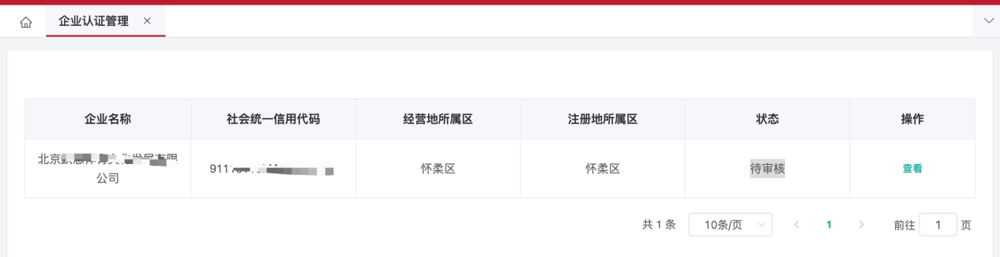 企业认证管理
企业名称
社会统一信用代码
经营地所属区
注册地所属区
状态
操作
北京
公司
911
怀柔区
怀柔区
待审核
查看
共 1 条
10条/页
1
前往
1
页